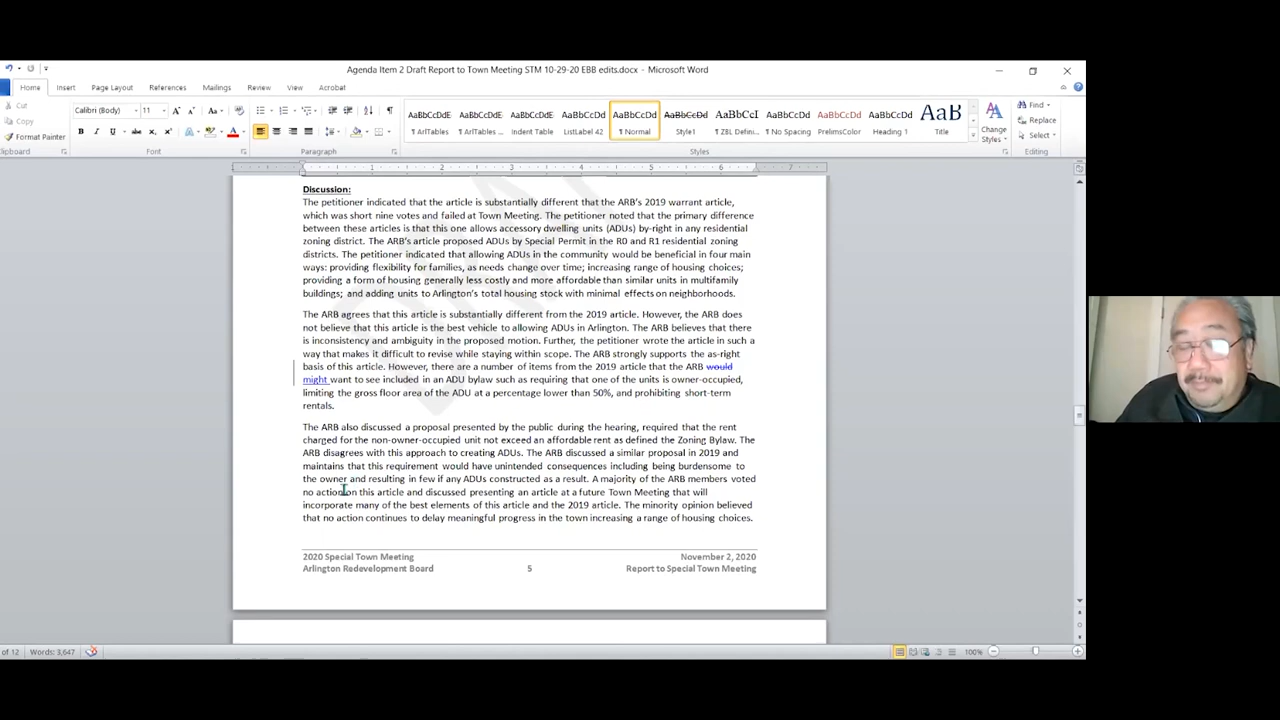 Agenda Item 2 Draft Report to Town Meeting STM 10-29-20 EBB edits.docx - Microsoft Word
Home Insert Page Layout References Mailings Review View Acrobat
Cut
Copy
Format Painter
Calibri (Body) 11
AaBbCcDdE AaBbCcDdE AaBbCcDdE AaBbCcDd AaBbCcDd AaBbCcDd AaBbCcI AaBbCcDd AaBbCcDd AaBbCcDd AaB
¶ ArlTables ¶ ArlTables ... Indent Table ListLabel 42 ¶ Normal Style1 ¶ ZBL Defini... ¶ No Spacing PrelimsColor Heading 1 Title
Change Styles
Find
Replace
Select
lipboard Font Paragraph Styles Editing
1 1 2 3 4 5 6 7
Discussion:
The petitioner indicated that the article is substantially different that the ARB's 2019 warrant article,
which was short nine votes and failed at Town Meeting. The petitioner noted that the primary difference
between these articles is that this one allows accessory dwelling units (ADUs) by-right in any residential
zoning district. The ARB's article proposed ADUs by Special Permit in the R0 and R1 residential zoning
districts. The petitioner indicated that allowing ADUs in the community would be beneficial in four main
ways: providing flexibility for families, as needs change over time; increasing range of housing choices;
providing a form of housing generally less costly and more affordable than similar units in multifamily
buildings; and adding units to Arlington's total housing stock with minimal effects on neighborhoods.
The ARB agrees that this article is substantially different from the 2019 article. However, the ARB does
not believe that this article is the best vehicle to allowing ADUs in Arlington. The ARB believes that there
is inconsistency and ambiguity in the proposed motion. Further, the petitioner wrote the article in such a
way that makes it difficult to revise while staying within scope. The ARB strongly supports the as-right
basis of this article. However, there are a number of items from the 2019 article that the ARB would
might want to see included in an ADU bylaw such as requiring that one of the units is owner-occupied,
limiting the gross floor area of the ADU at a percentage lower than 50%, and prohibiting short-term
rentals.
The ARB also discussed a proposal presented by the public during the hearing, required that the rent
charged for the non-owner-occupied unit not exceed an affordable rent as defined the Zoning Bylaw. The
ARB disagrees with this approach to creating ADUs. The ARB discussed a similar proposal in 2019 and
maintains that this requirement would have unintended consequences including being burdensome to
the owner and resulting in few if any ADUs constructed as a result. A majority of the ARB members voted
no action on this article and discussed presenting an article at a future Town Meeting that will
incorporate many of the best elements of this article and the 2019 article. The minority opinion believed
that no action continues to delay meaningful progress in the town increasing a range of housing choices.
2020 Special Town Meeting November 2, 2020
Arlington Redevelopment Board 5 Report to Special Town Meeting
of 12 Words: 3,647 100%